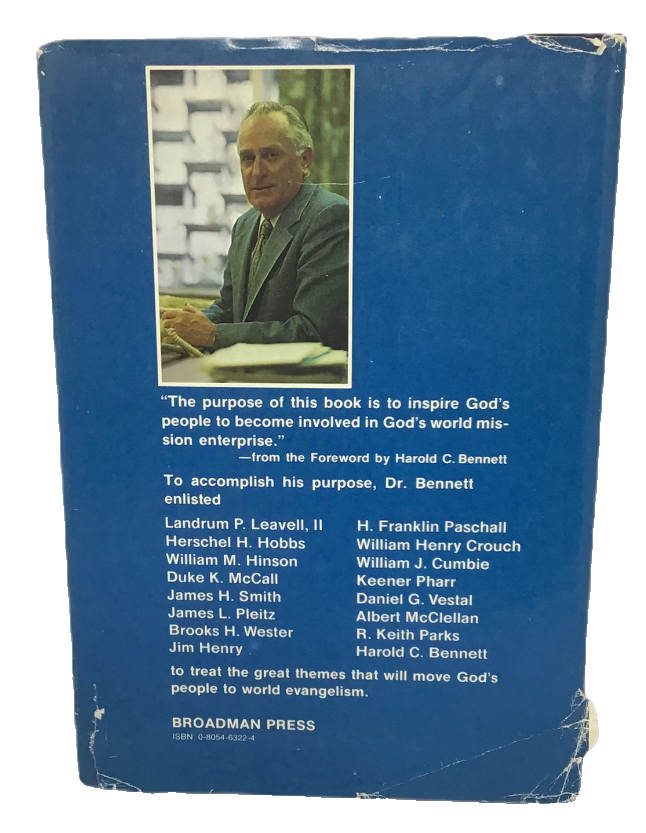 “The purpose of this book is to inspire God's
people to become involved in God's world mis-
sion enterprise.”
—from the Foreword by Harold C. Bennett
To accomplish his purpose, Dr. Bennett
enlisted
Landrum P. Leavell, II
Herschel H. Hobbs
William M. Hinson
Duke K. McCall
James H. Smith
James L. Pleitz
Brooks H. Wester
Jim Henry
H. Franklin Paschall
William Henry Crouch
William J. Cumbie
Keener Pharr
Daniel G. Vestal
Albert McClellan
R. Keith Parks
Harold C. Bennett
to treat the great themes that will move God's
people to world evangelism.
BROADMAN PRESS
ISBN 0-8054-6322-4